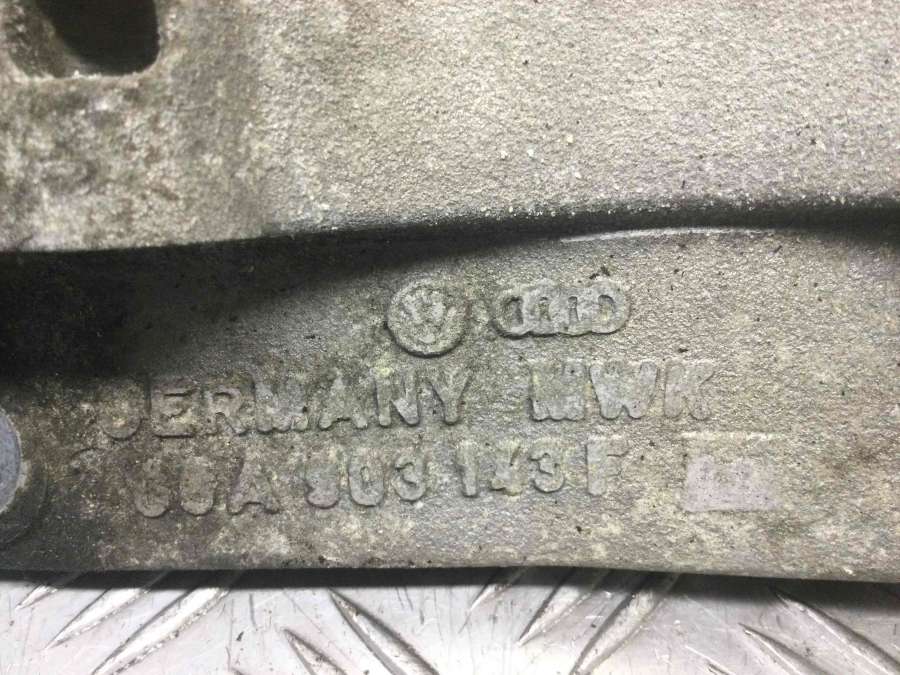 GERMANY MWK
903 143 F